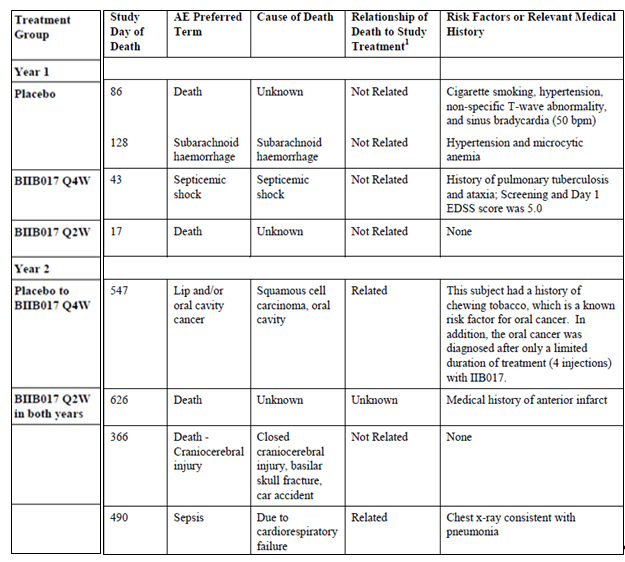 Treatment Group | Study Day of Death | AE Preferred Term | Cause of Death | Relationship of Death to Study Treatment1 | Risk Factors or Relevant Medical History
Year 1
Placebo | 86 | Death | Unknown | Not Related | Cigarette smoking, hypertension, non-specific T-wave abnormality, and sinus bradycardia (50 bpm)
128 | Subarachnoid haemorrhage | Subarachnoid haemorrhage | Not Related | Hypertension and microcytic anemia
BIIB017 Q4W | 43 | Septicemic shock | Septicemic shock | Not Related | History of pulmonary tuberculosis and ataxia; Screening and Day 1 EDSS score was 5.0
BIIB017 Q2W | 17 | Death | Unknown | Not Related | None
Year 2
Placebo to BIIB017 Q4W | 547 | Lip and/or oral cavity cancer | Squamous cell carcinoma, oral cavity | Related | This subject had a history of chewing tobacco, which is a known risk factor for oral cancer. In addition, the oral cancer was diagnosed after only a limited duration of treatment (4 injections) with IIB017.
BIIB017 Q2W in both years | 626 | Death | Unknown | Unknown | Medical history of anterior infarct
366 | Death - Craniocerebral injury | Closed craniocerebral injury, basilar skull fracture, car accident | Not Related | None
490 | Sepsis | Due to cardiorespiratory failure | Related | Chest x-ray consistent with pneumonia